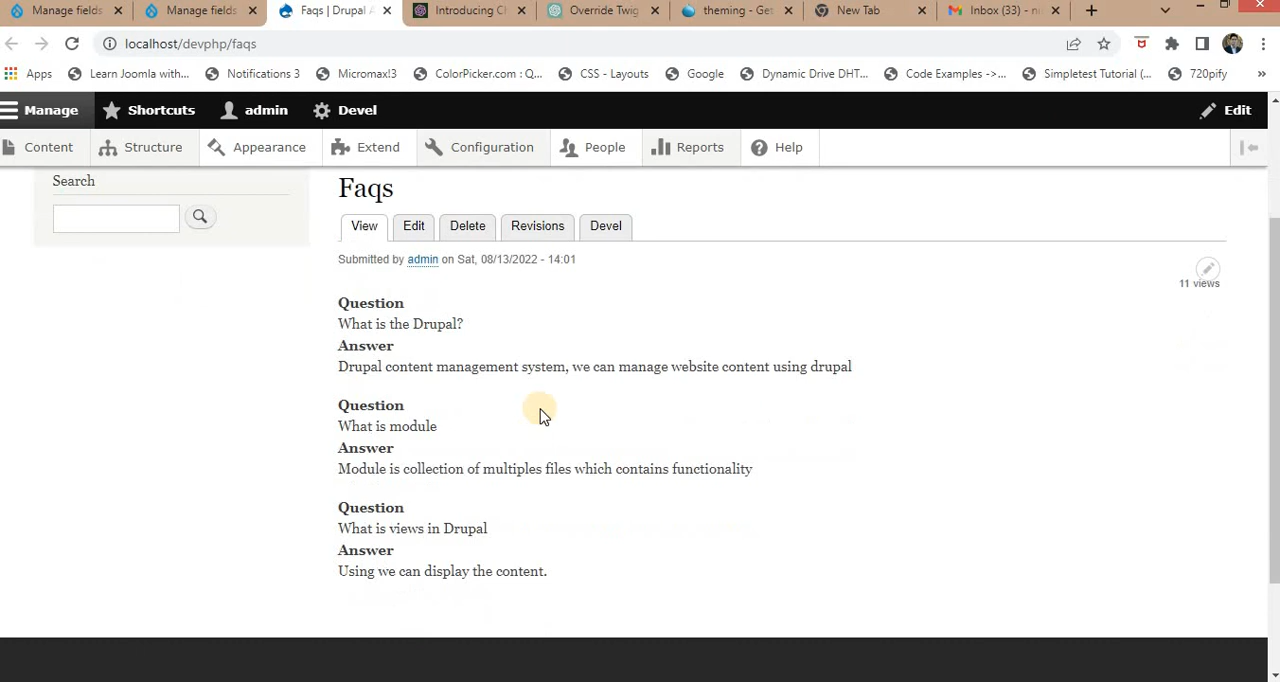 Manage fields
Manage fields
Faqs | Drupal
Introducing C
Override Twig
theming - Get
New Tab
Inbox (33) - ni
localhost/devphp/faqs
Apps
Learn Joomla with...
Notifications 3
Micromax!3
ColorPicker.com : Q...
CSS - Layouts
Google
Dynamic Drive DHT...
Code Examples ->...
Simpletest Tutorial (...
720pify
»
Manage
Shortcuts
admin
Devel
Edit
Content
Structure
Appearance
Extend
Configuration
People
Reports
Help
Search
Faqs
View
Edit
Delete
Revisions
Devel
Submitted by admin on Sat, 08/13/2022 - 14:01
11 views
Question
What is the Drupal?
Answer
Drupal content management system, we can manage website content using drupal
Question
What is module
Answer
Module is collection of multiples files which contains functionality
Question
What is views in Drupal
Answer
Using we can display the content.